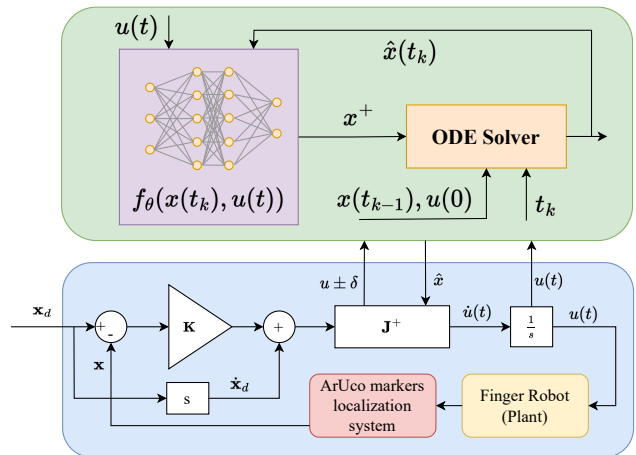 u(t)
x̂(t_k)
x⁺
ODE Solver
f_θ(x(t_k), u(t))
x(t_{k−1}), u(0)
t_k
u ± δ
x̂
u(t)
x_d
+
-
K
+
J⁺
u̇(t)
1/s
u(t)
x
s
ẋ_d
ArUco markers
localization
system
Finger Robot
(Plant)